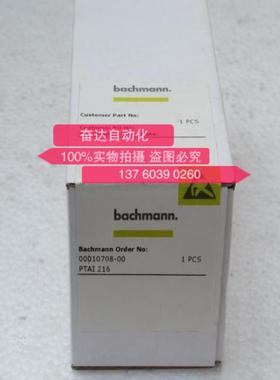 bachmann.
Customer Part No:
1 PCS
奋达自动化
100%实物拍摄 盗图必究!
137 6039 0260
bachmann.
Bachmann Order No:
00010708-00 1 PCS
PTAI 216